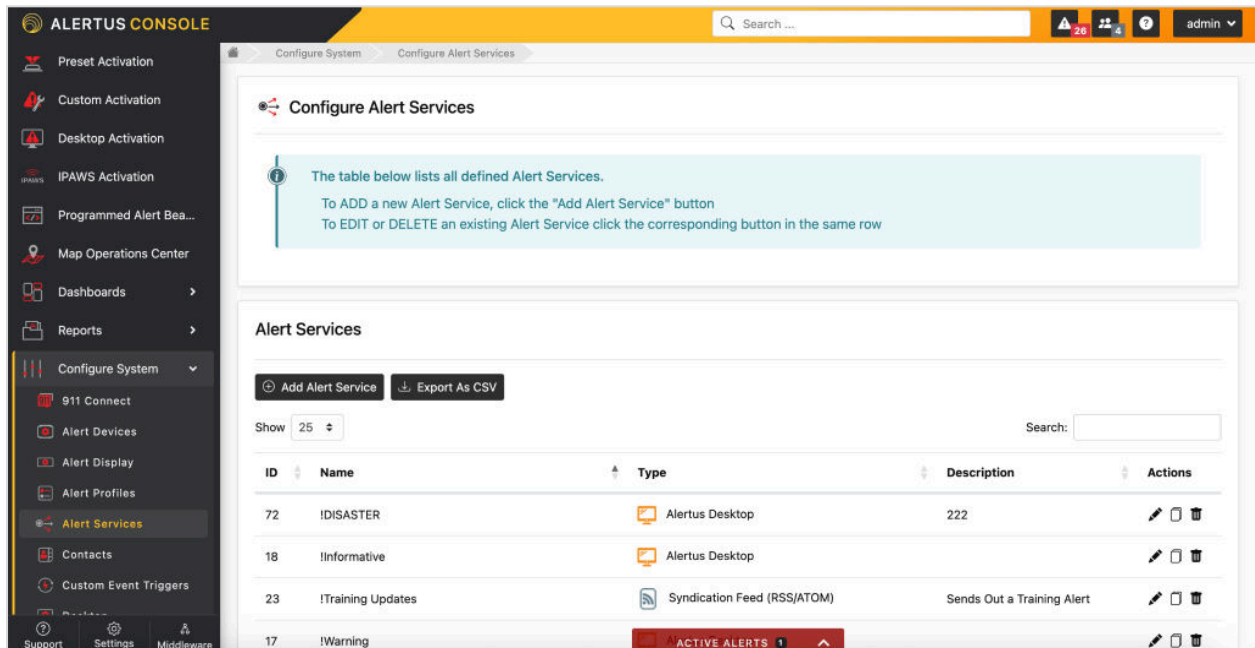 ALERTUS CONSOLE
Search ...
26
4
admin
Preset Activation
Custom Activation
Desktop Activation
IPAWS
IPAWS Activation
Programmed Alert Bea...
Map Operations Center
Dashboards
Reports
Configure System
911 Connect
Alert Devices
Alert Display
Alert Profiles
Alert Services
Contacts
Custom Event Triggers
Desktop
Support
Settings
Middleware
Configure System
Configure Alert Services
Configure Alert Services
The table below lists all defined Alert Services.
To ADD a new Alert Service, click the "Add Alert Service" button
To EDIT or DELETE an existing Alert Service click the corresponding button in the same row
Alert Services
Add Alert Service
Export As CSV
Show 25
Search:
ID Name Type Description Actions
72 !DISASTER Alertus Desktop 222
18 !Informative Alertus Desktop
23 !Training Updates Syndication Feed (RSS/ATOM) Sends Out a Training Alert
17 !Warning
ACTIVE ALERTS 1